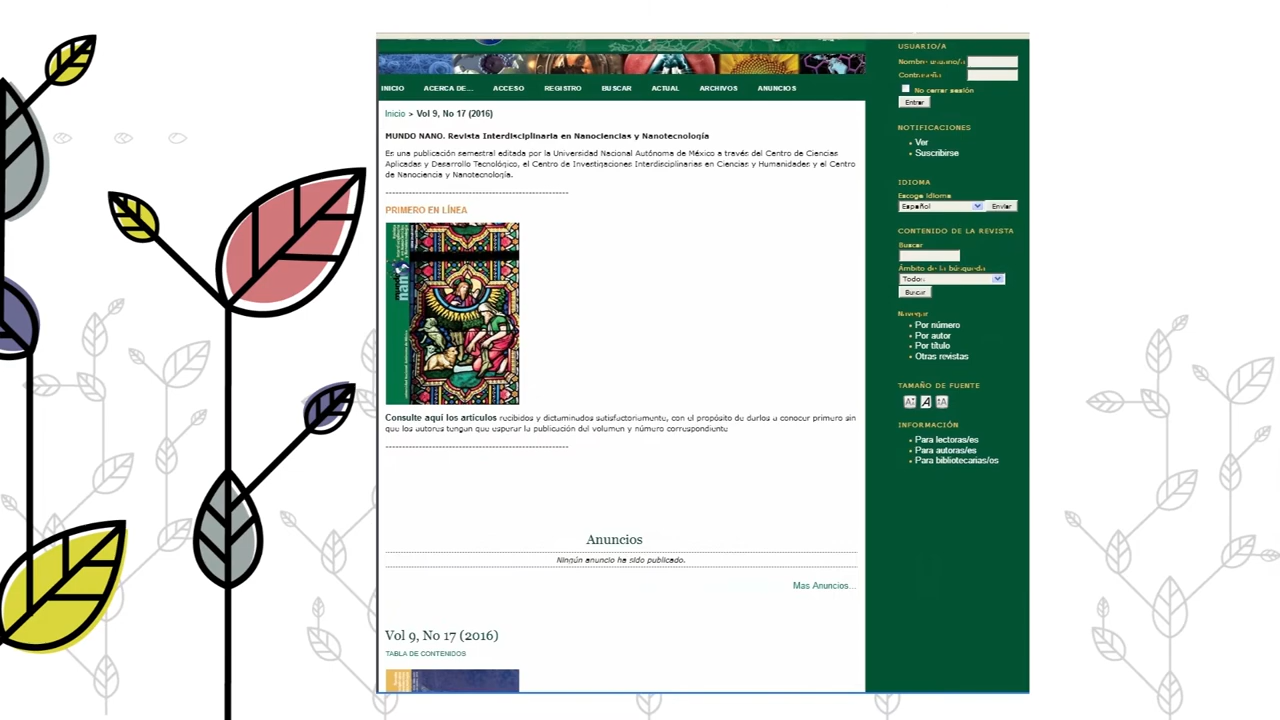 INICIO ACERCA DE... ACCESO REGISTRO BUSCAR ACTUAL ARCHIVOS ANUNCIOS
Inicio > Vol 9, No 17 (2016)
MUNDO NANO. Revista Interdisciplinaria en Nanociencias y Nanotecnología
Es una publicación semestral editada por la Universidad Nacional Autónoma de México a través del Centro de Ciencias
Aplicadas y Desarrollo Tecnológico, el Centro de Investigaciones Interdisciplinarias en Ciencias y Humanidades y el Centro
de Nanociencia y Nanotecnología.
----------------------------------------------------
PRIMERO EN LÍNEA
Consulte aquí los artículos recibidos y dictaminados satisfactoriamente, con el propósito de darlos a conocer primero sin
que los autores tengan que esperar la publicación del volumen y número correspondiente
----------------------------------------------------
Anuncios
Ningún anuncio ha sido publicado.
Mas Anuncios...
Vol 9, No 17 (2016)
TABLA DE CONTENIDOS
USUARIO/A
Nombre usuario/a
Contraseña
No cerrar sesión
Entrar
NOTIFICACIONES
Ver
Suscribirse
IDIOMA
Escoge idioma
Español Enviar
CONTENIDO DE LA REVISTA
Buscar
Ámbito de la búsqueda
Todos
Buscar
Navegar
Por número
Por autor
Por título
Otras revistas
TAMAÑO DE FUENTE
INFORMACIÓN
Para lectoras/es
Para autoras/es
Para bibliotecarias/os